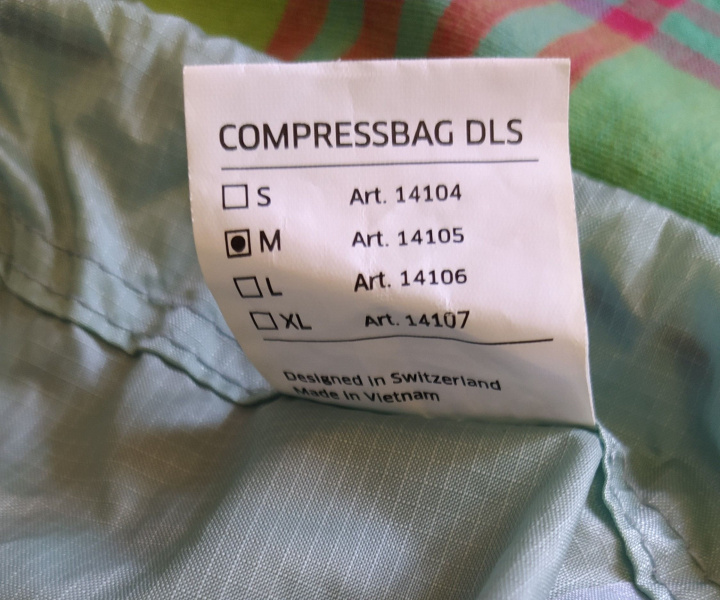 COMPRESSBAG DLS
S Art. 14104
M Art. 14105
L Art. 14106
XL Art. 14107
Designed in Switzerland
Made in Vietnam